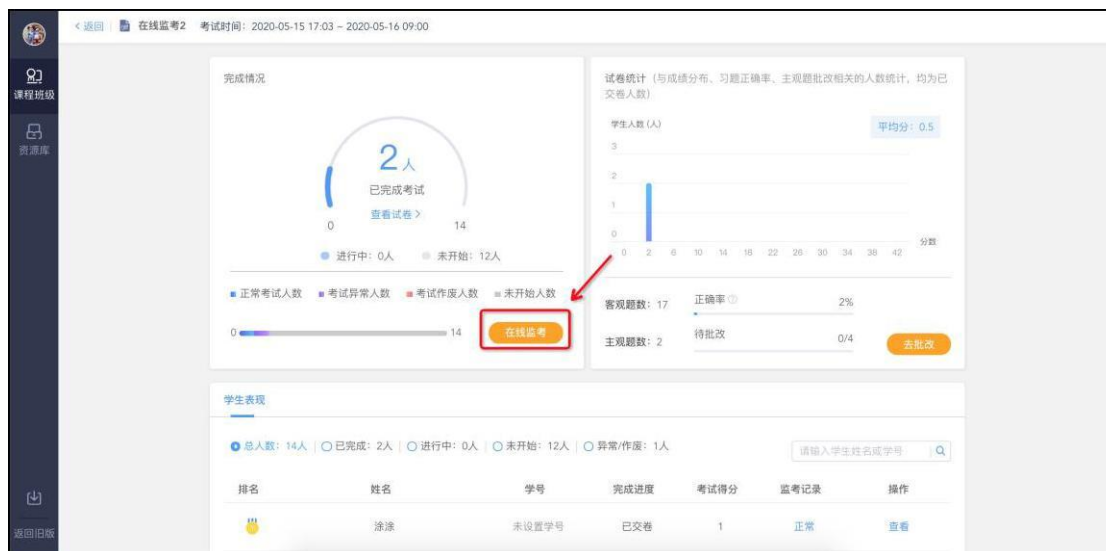 < 返回 在线监考2 考试时间: 2020-05-15 17:03 ~ 2020-05-16 09:00
课程班级
资源库
返回旧版
完成情况
2人
已完成考试
查看试卷 >
0 14
进行中: 0人 未开始: 12人
正常考试人数 考试异常人数 考试作废人数 未开始人数
0 14 在线监考
试卷统计 (与成绩分布、习题正确率、主观题批改相关的人数统计, 均为已
交卷人数)
学生人数 (人) 平均分: 0.5
3
2
1
0
0 2 6 10 14 18 22 26 30 34 38 42 分数
客观题数: 17 正确率 2%
主观题数: 2 待批改 0/4 去批改
学生表现
总人数: 14人 已完成: 2人 进行中: 0人 未开始: 12人 异常/作废: 1人 请输入学生姓名或学号
排名 姓名 学号 完成进度 考试得分 监考记录 操作
涂涂 未设置学号 已交卷 1 正常 查看